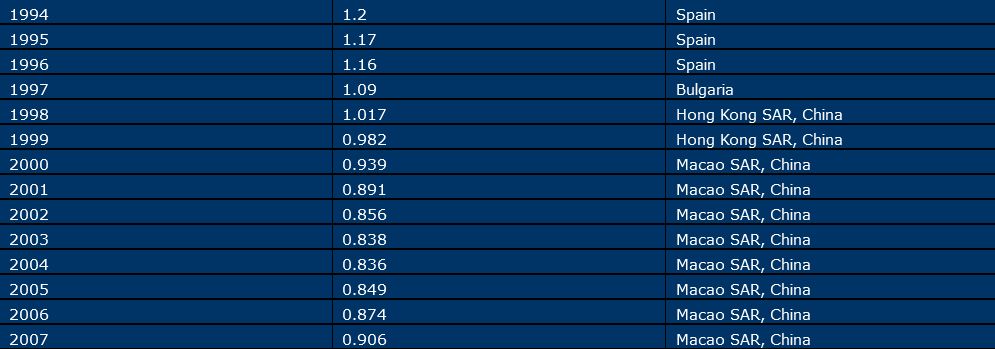 1994 1.2 Spain
1995 1.17 Spain
1996 1.16 Spain
1997 1.09 Bulgaria
1998 1.017 Hong Kong SAR, China
1999 0.982 Hong Kong SAR, China
2000 0.939 Macao SAR, China
2001 0.891 Macao SAR, China
2002 0.856 Macao SAR, China
2003 0.838 Macao SAR, China
2004 0.836 Macao SAR, China
2005 0.849 Macao SAR, China
2006 0.874 Macao SAR, China
2007 0.906 Macao SAR, China